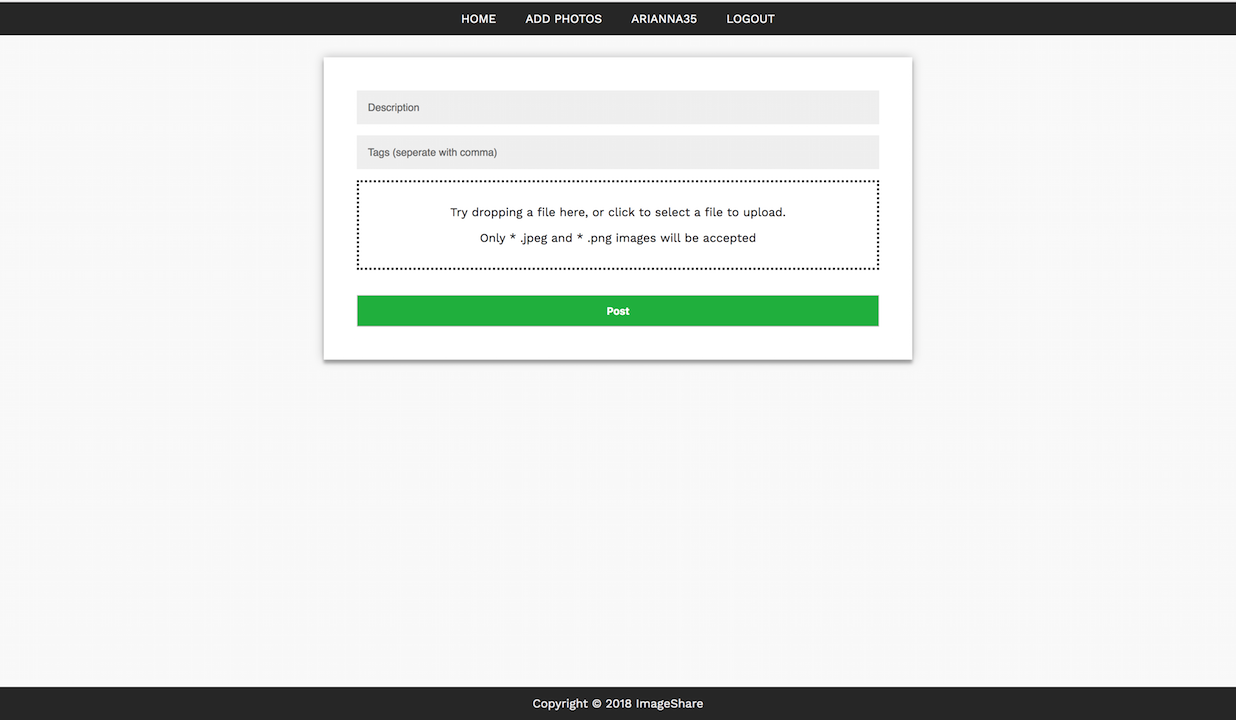 HOME ADD PHOTOS ARIANNA35 LOGOUT
Description
Tags (seperate with comma)
Try dropping a file here, or click to select a file to upload.
Only * .jpeg and * .png images will be accepted
Post
Copyright © 2018 ImageShare